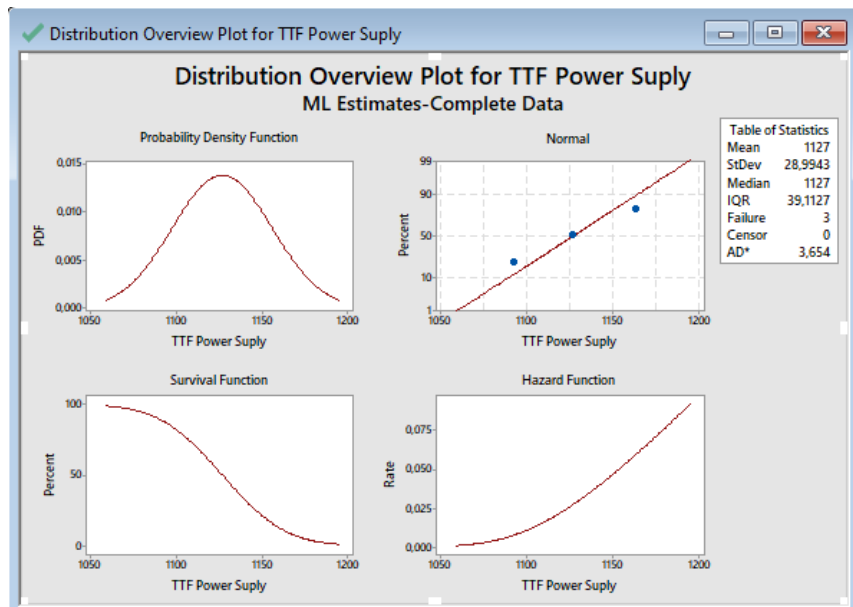 Distribution Overview Plot for TTF Power Suply
Distribution Overview Plot for TTF Power Suply
ML Estimates-Complete Data
Probability Density Function
0,015
0,010
0,005
0,000
PDF
1050 1100 1150 1200
TTF Power Suply
Normal
99
90
50
10
1
Percent
1050 1100 1150 1200
TTF Power Suply
Table of Statistics
Mean 1127
StDev 28,9943
Median 1127
IQR 39,1127
Failure 3
Censor 0
AD* 3,654
Survival Function
100
50
0
Percent
1050 1100 1150 1200
TTF Power Suply
Hazard Function
0,075
0,050
0,025
0,000
Rate
1050 1100 1150 1200
TTF Power Suply